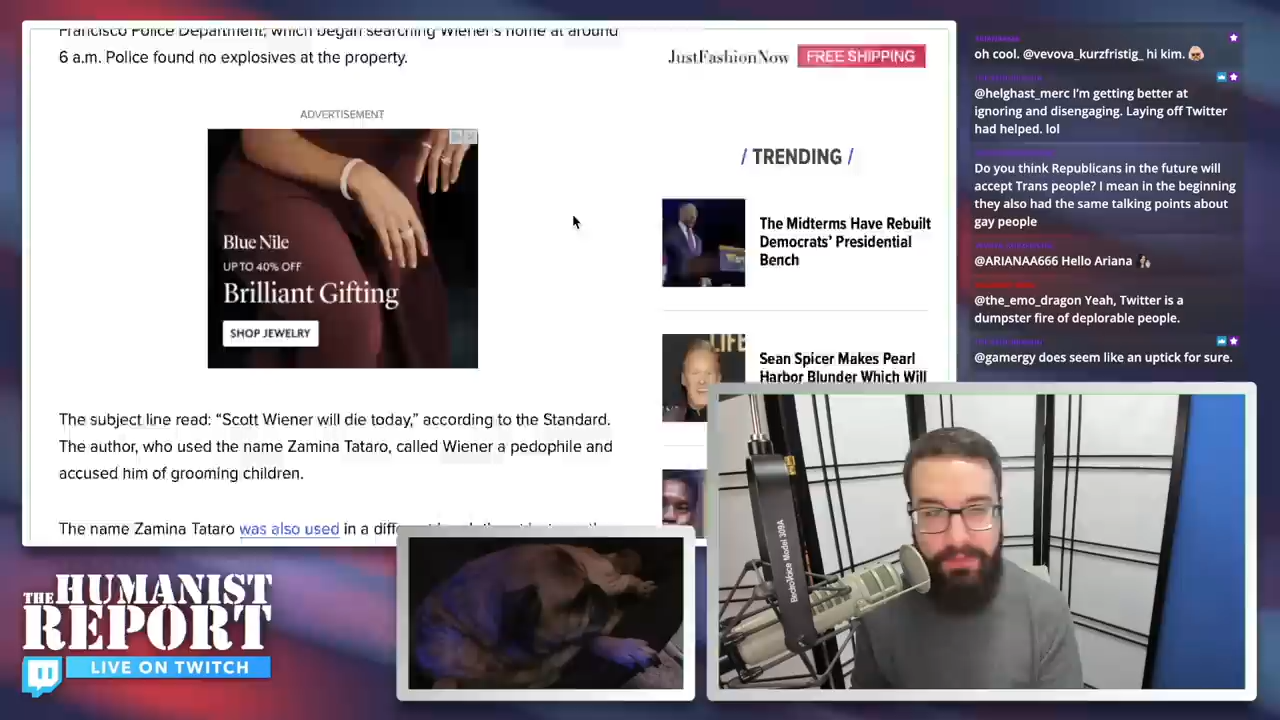 Francisco Police Department, which began searching Wiener's home at around
6 a.m. Police found no explosives at the property.
ADVERTISEMENT
Blue Nile
UP TO 40% OFF
Brilliant Gifting
SHOP JEWELRY
The subject line read: “Scott Wiener will die today,” according to the Standard.
The author, who used the name Zamina Tataro, called Wiener a pedophile and
accused him of grooming children.
The name Zamina Tataro was also used in a
JustFashionNow FREE SHIPPING
/ TRENDING /
The Midterms Have Rebuilt
Democrats’ Presidential
Bench
LIFE
Sean Spicer Makes Pearl
Harbor Blunder Which Will
oh cool. @vevova_kurzfristig_ hi kim.
@helghast_merc I’m getting better at
ignoring and disengaging. Laying off Twitter
had helped. lol
Do you think Republicans in the future will
accept Trans people? I mean in the beginning
they also had the same talking points about
gay people
@ARIANAA666 Hello Ariana
@the_emo_dragon Yeah, Twitter is a
dumpster fire of deplorable people.
@gamergy does seem like an uptick for sure.
THE HUMANIST
REPORT
LIVE ON TWITCH